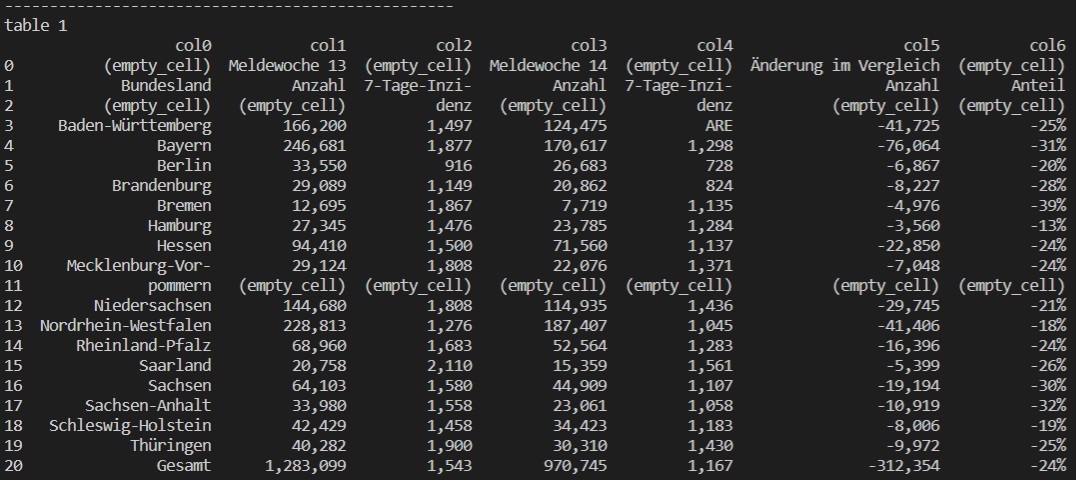 --------------------------------------------------
table 1
col0 col1 col2 col3 col4 col5 col6
0 (empty_cell) Meldewoche 13 (empty_cell) Meldewoche 14 (empty_cell) Änderung im Vergleich (empty_cell)
1 Bundesland Anzahl 7-Tage-Inzi- Anzahl 7-Tage-Inzi- Anzahl Anteil
2 (empty_cell) (empty_cell) denz (empty_cell) denz (empty_cell) (empty_cell)
3 Baden-Württemberg 166,200 1,497 124,475 ARE -41,725 -25%
4 Bayern 246,681 1,877 170,617 1,298 -76,064 -31%
5 Berlin 33,550 916 26,683 728 -6,867 -20%
6 Brandenburg 29,089 1,149 20,862 824 -8,227 -28%
7 Bremen 12,695 1,867 7,719 1,135 -4,976 -39%
8 Hamburg 27,345 1,476 23,785 1,284 -3,560 -13%
9 Hessen 94,410 1,500 71,560 1,137 -22,850 -24%
10 Mecklenburg-Vor- 29,124 1,808 22,076 1,371 -7,048 -24%
11 pommern (empty_cell) (empty_cell) (empty_cell) (empty_cell) (empty_cell) (empty_cell)
12 Niedersachsen 144,680 1,808 114,935 1,436 -29,745 -21%
13 Nordrhein-Westfalen 228,813 1,276 187,407 1,045 -41,406 -18%
14 Rheinland-Pfalz 68,960 1,683 52,564 1,283 -16,396 -24%
15 Saarland 20,758 2,110 15,359 1,561 -5,399 -26%
16 Sachsen 64,103 1,580 44,909 1,107 -19,194 -30%
17 Sachsen-Anhalt 33,980 1,558 23,061 1,058 -10,919 -32%
18 Schleswig-Holstein 42,429 1,458 34,423 1,183 -8,006 -19%
19 Thüringen 40,282 1,900 30,310 1,430 -9,972 -25%
20 Gesamt 1,283,099 1,543 970,745 1,167 -312,354 -24%